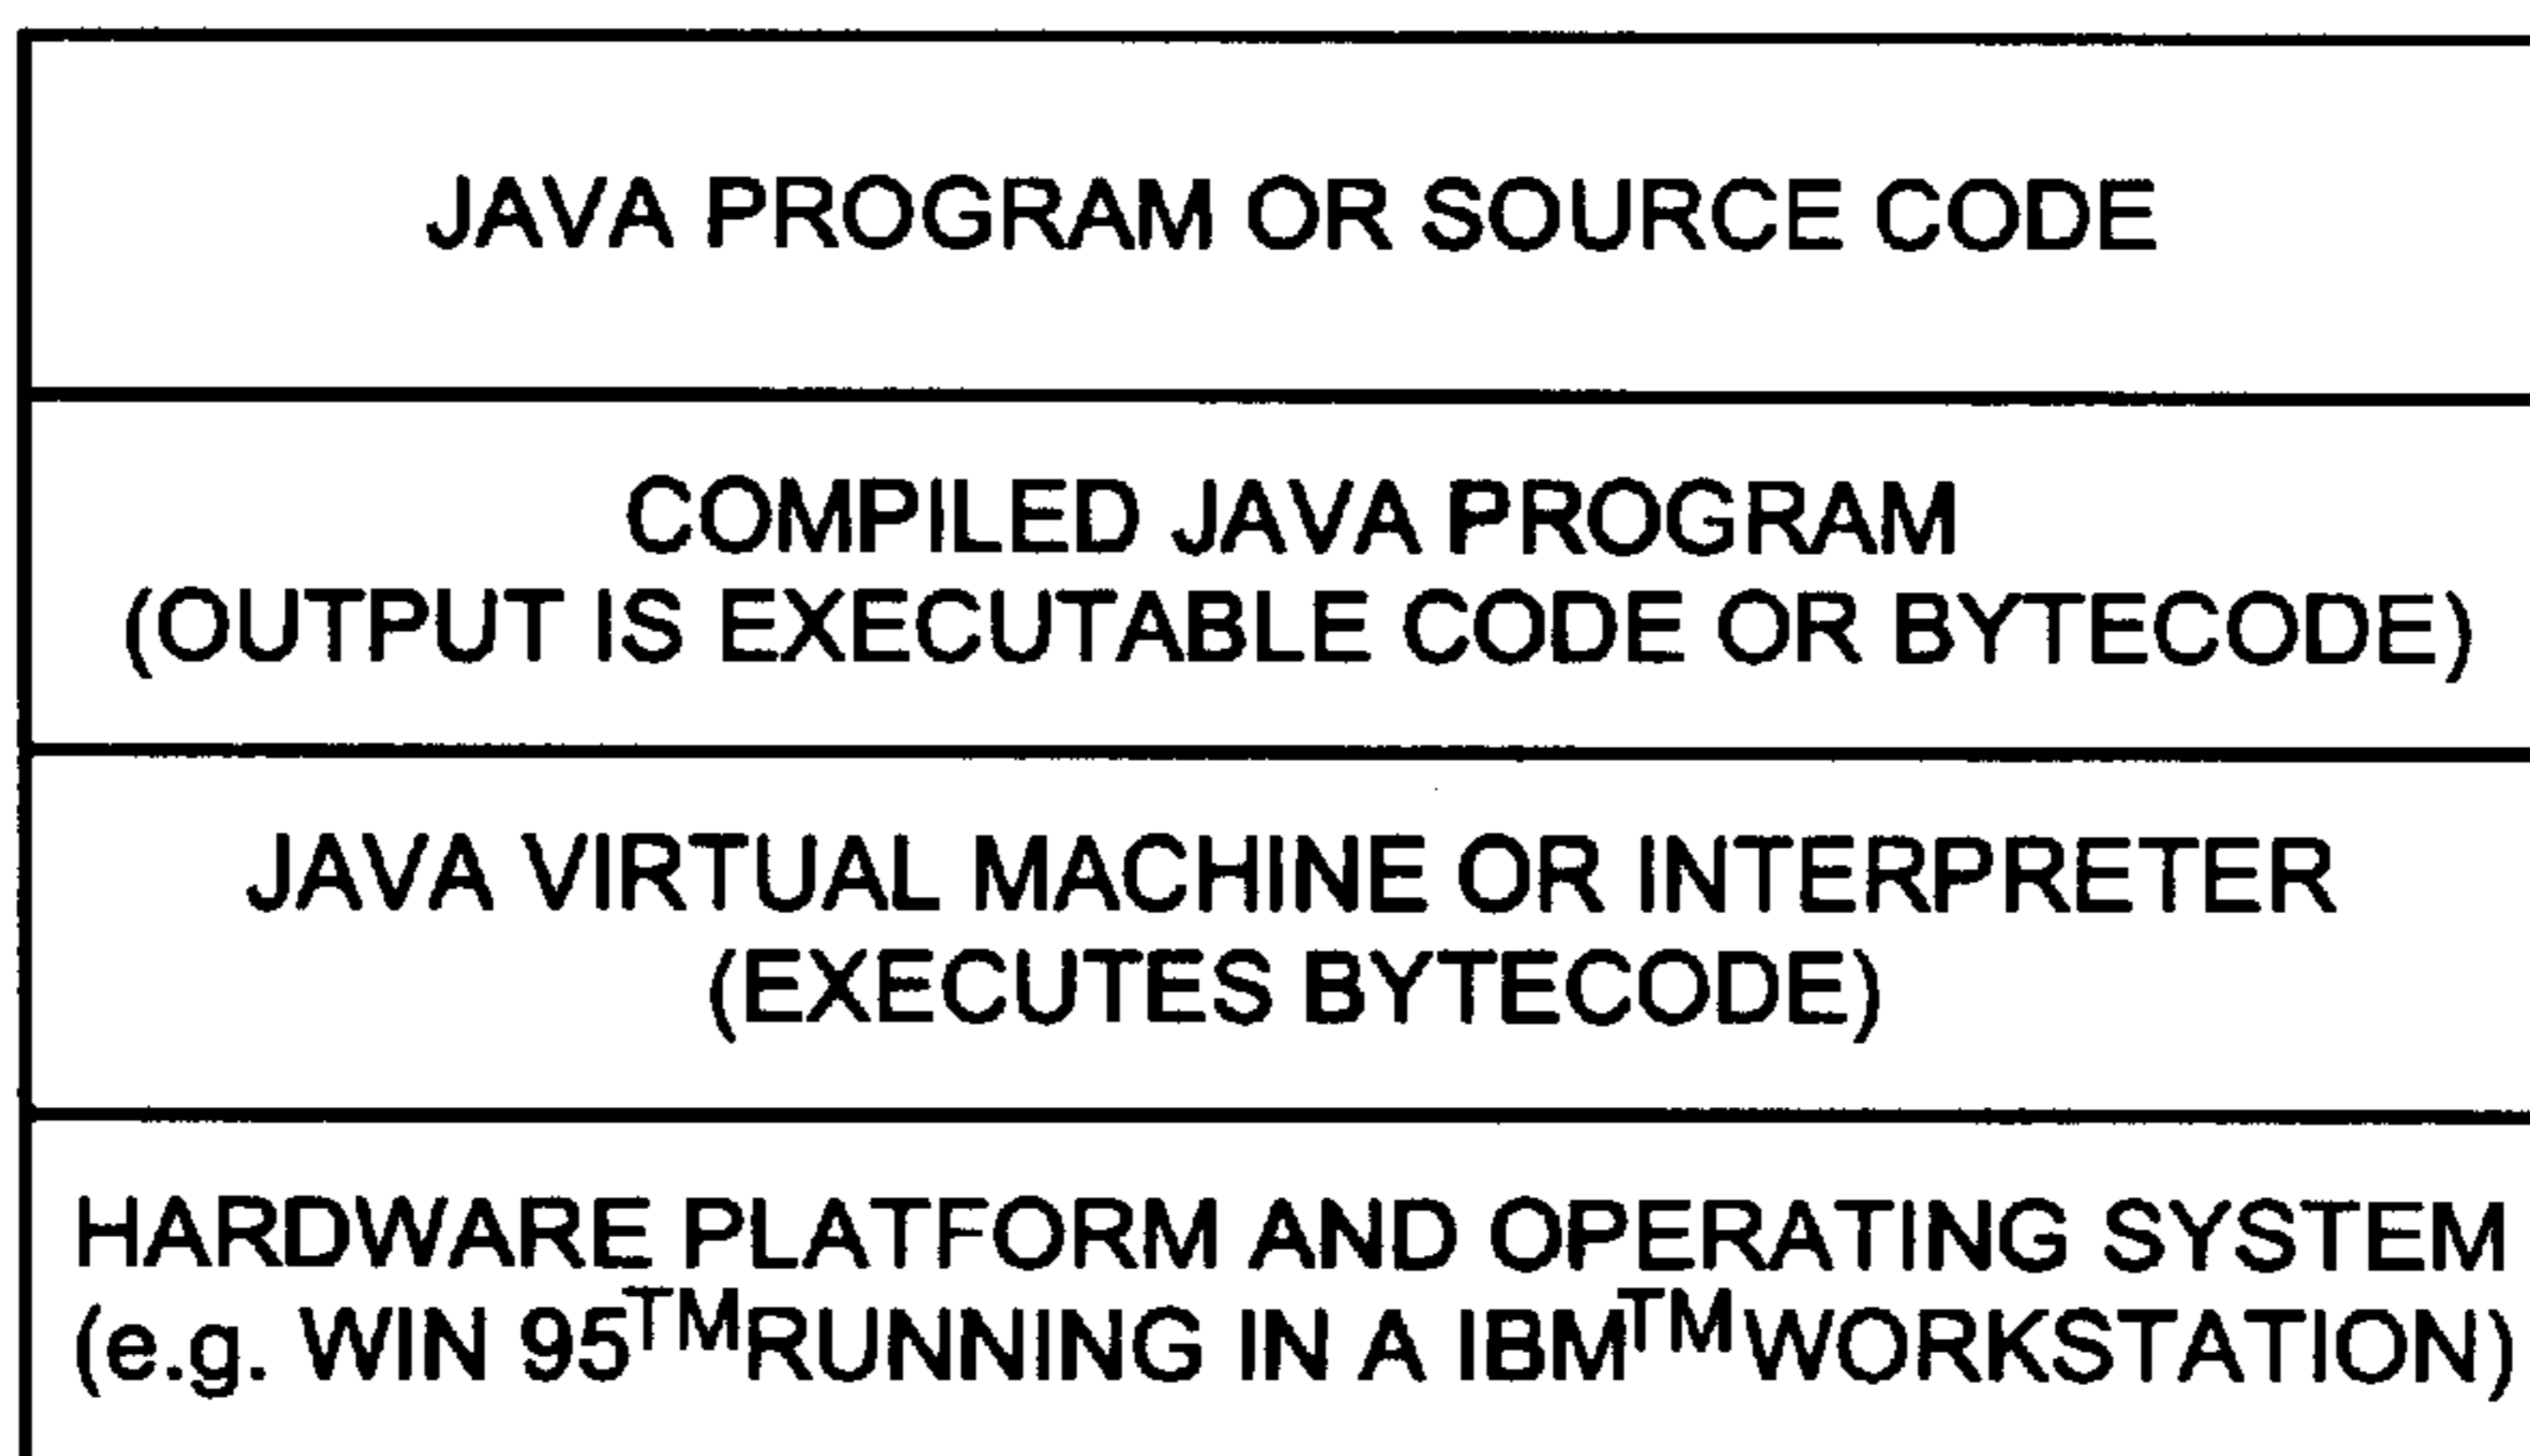 JAVA PROGRAM OR SOURCE CODE
COMPILED JAVA PROGRAM
(OUTPUT IS EXECUTABLE CODE OR BYTECODE)
JAVA VIRTUAL MACHINE OR INTERPRETER
(EXECUTES BYTECODE)
HARDWARE PLATFORM AND OPERATING SYSTEM
(e.g. WIN 95™ RUNNING IN A IBM™ WORKSTATION)